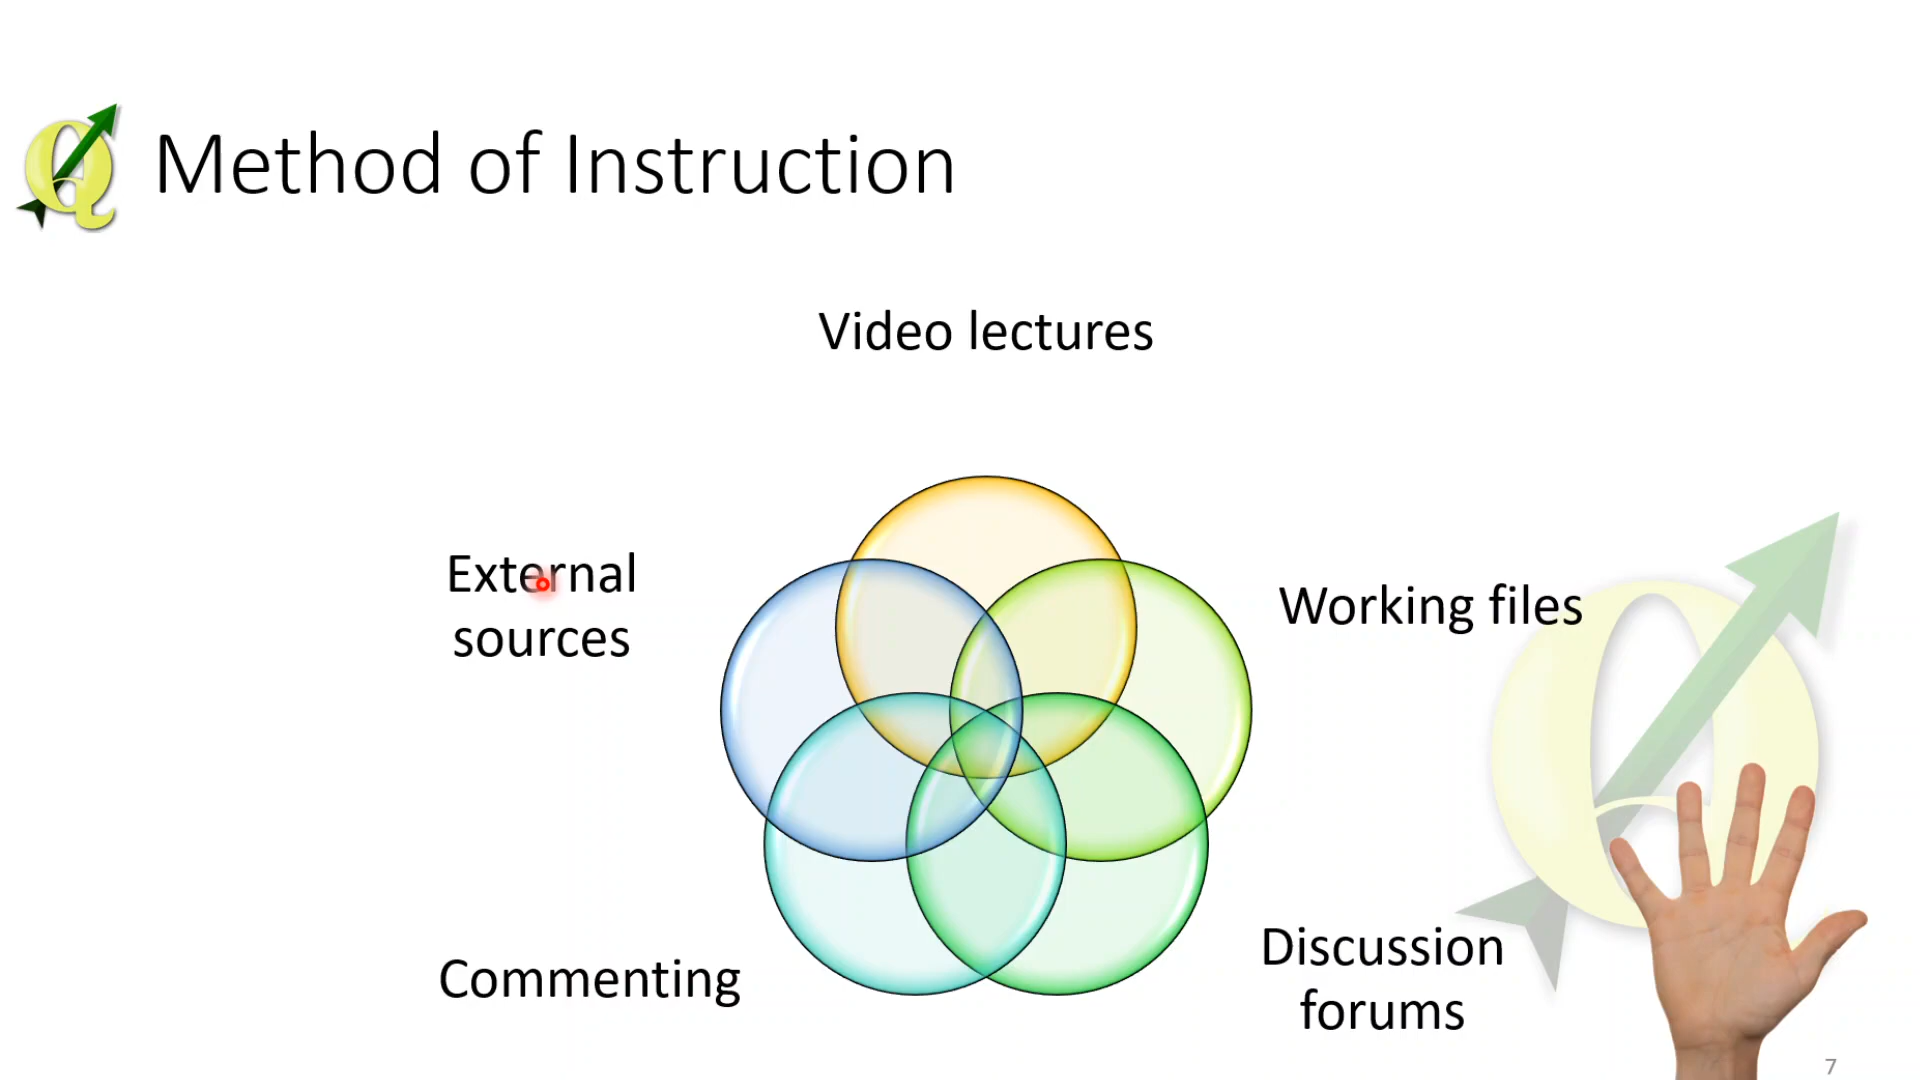 Method of Instruction
Video lectures
External
sources
Working files
Commenting
Discussion
forums
7